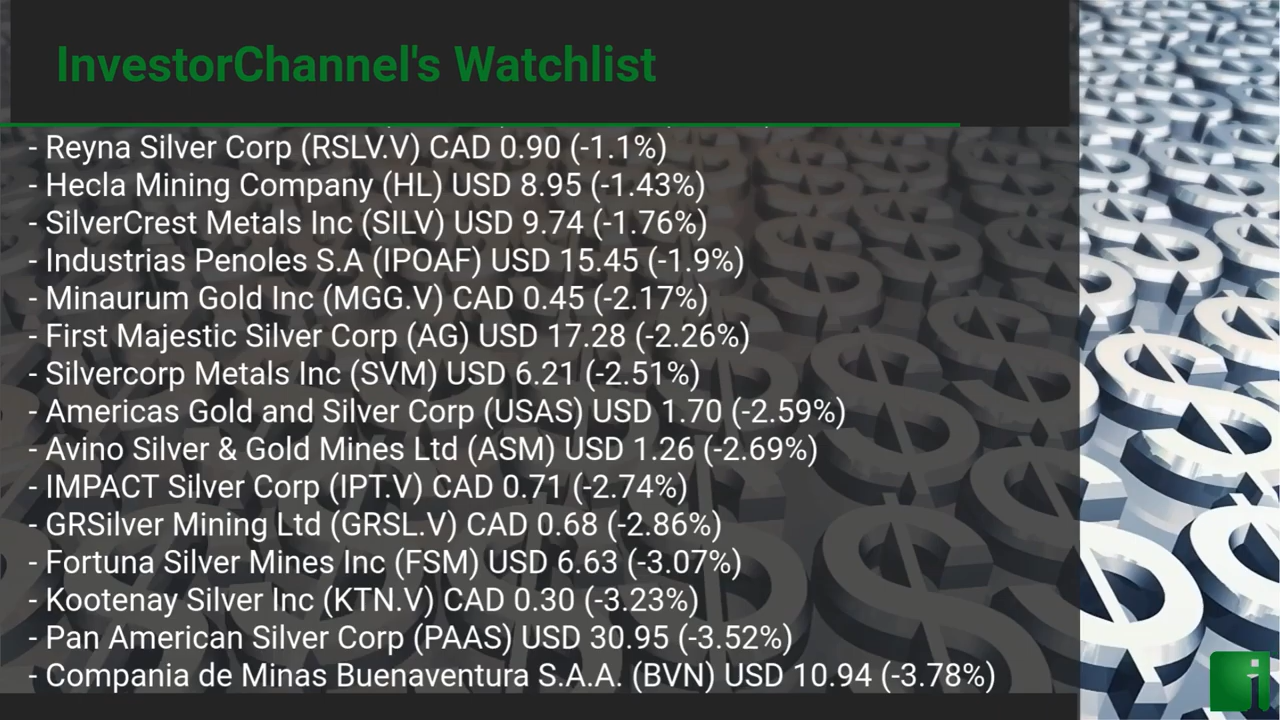 InvestorChannel's Watchlist
- Reyna Silver Corp (RSLV.V) CAD 0.90 (-1.1%)
- Hecla Mining Company (HL) USD 8.95 (-1.43%)
- SilverCrest Metals Inc (SILV) USD 9.74 (-1.76%)
- Industrias Penoles S.A (IPOAF) USD 15.45 (-1.9%)
- Minaurum Gold Inc (MGG.V) CAD 0.45 (-2.17%)
- First Majestic Silver Corp (AG) USD 17.28 (-2.26%)
- Silvercorp Metals Inc (SVM) USD 6.21 (-2.51%)
- Americas Gold and Silver Corp (USAS) USD 1.70 (-2.59%)
- Avino Silver & Gold Mines Ltd (ASM) USD 1.26 (-2.69%)
- IMPACT Silver Corp (IPT.V) CAD 0.71 (-2.74%)
- GRSilver Mining Ltd (GRSL.V) CAD 0.68 (-2.86%)
- Fortuna Silver Mines Inc (FSM) USD 6.63 (-3.07%)
- Kootenay Silver Inc (KTN.V) CAD 0.30 (-3.23%)
- Pan American Silver Corp (PAAS) USD 30.95 (-3.52%)
- Compania de Minas Buenaventura S.A.A. (BVN) USD 10.94 (-3.78%)
i